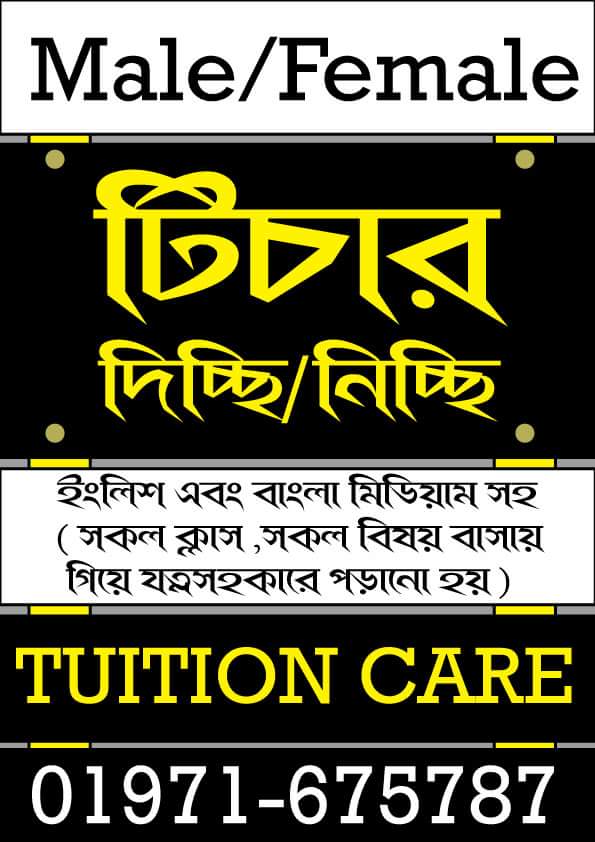 Male/Female
টিচার
দিচ্ছি/নিচ্ছি
ইংলিশ এবং বাংলা মিডিয়াম সহ
( সকল ক্লাস ,সকল বিষয় বাসায়
গিয়ে যত্নসহকারে পড়ানো হয় )
TUITION CARE
01971-675787